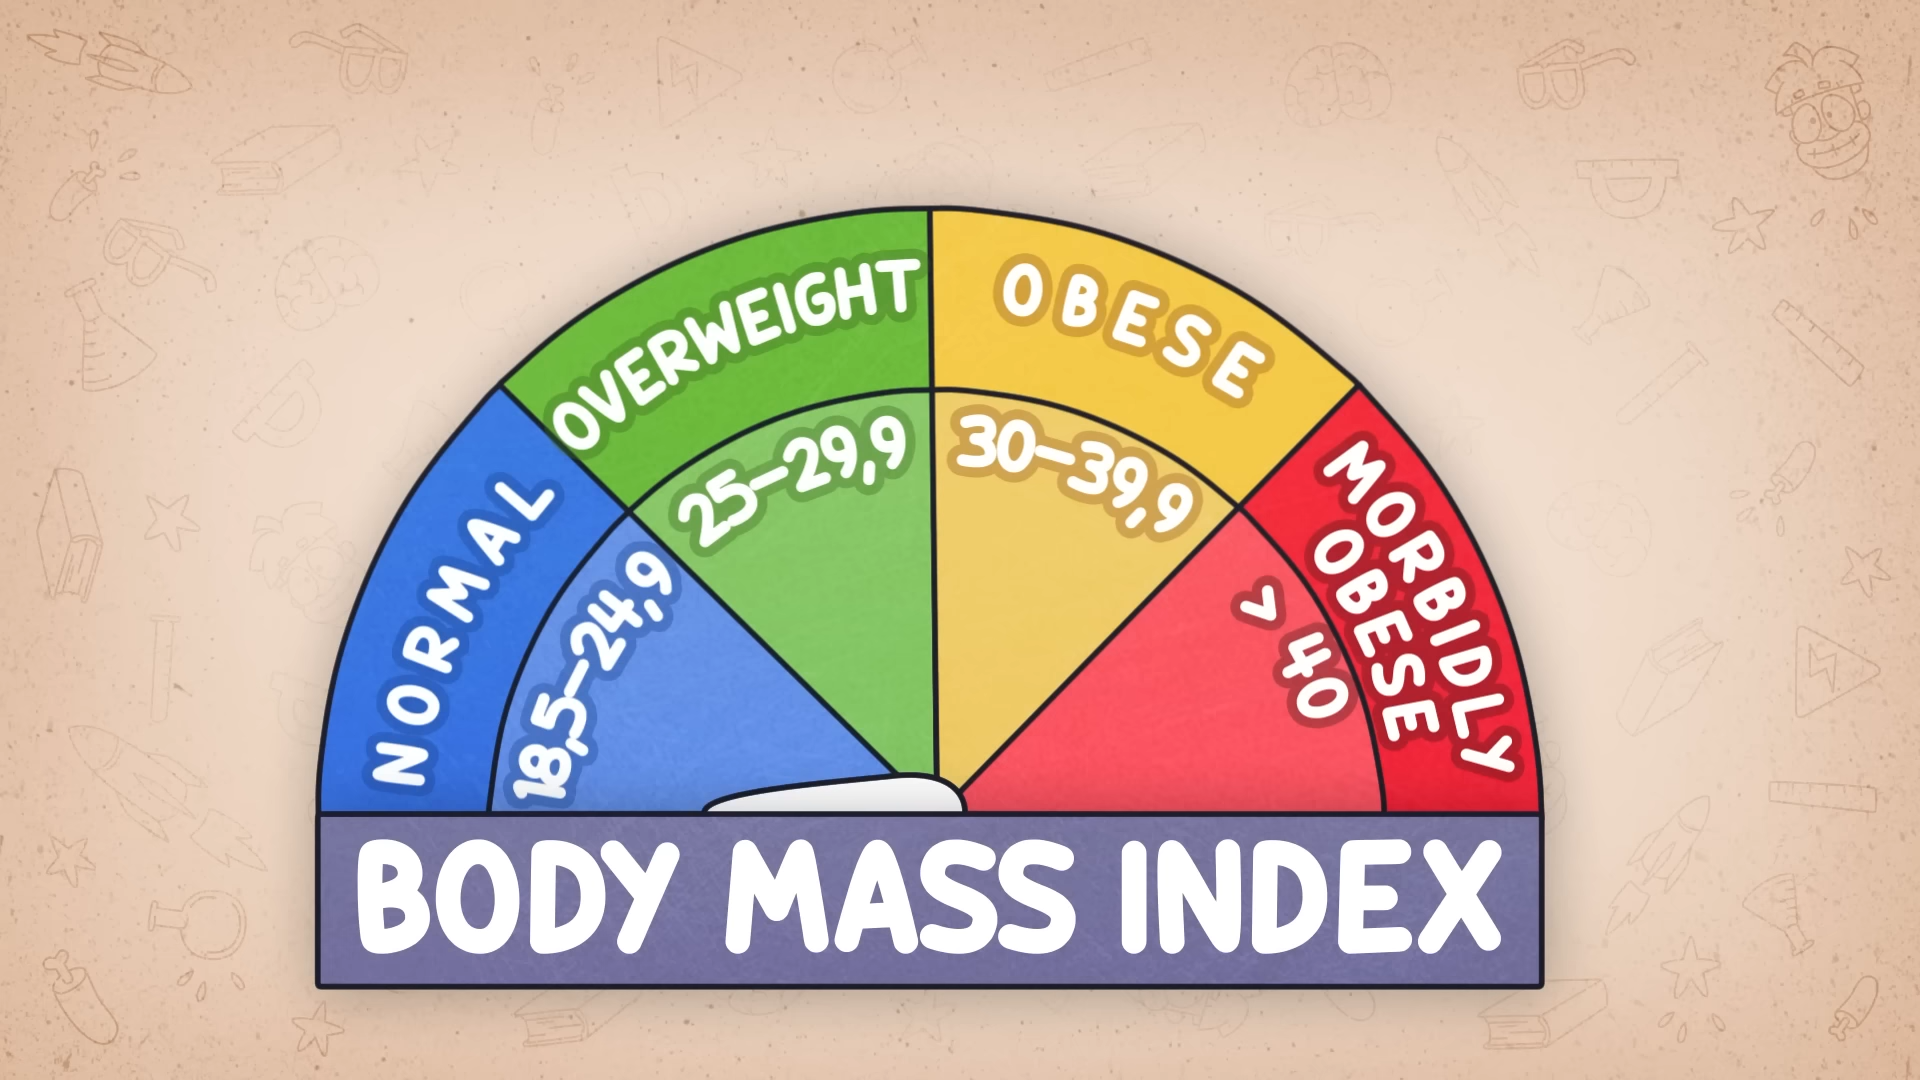 NORMAL
18,5–24,9
OVERWEIGHT
25–29,9
OBESE
30–39,9
MORBIDLY
OBESE
> 40
BODY MASS INDEX